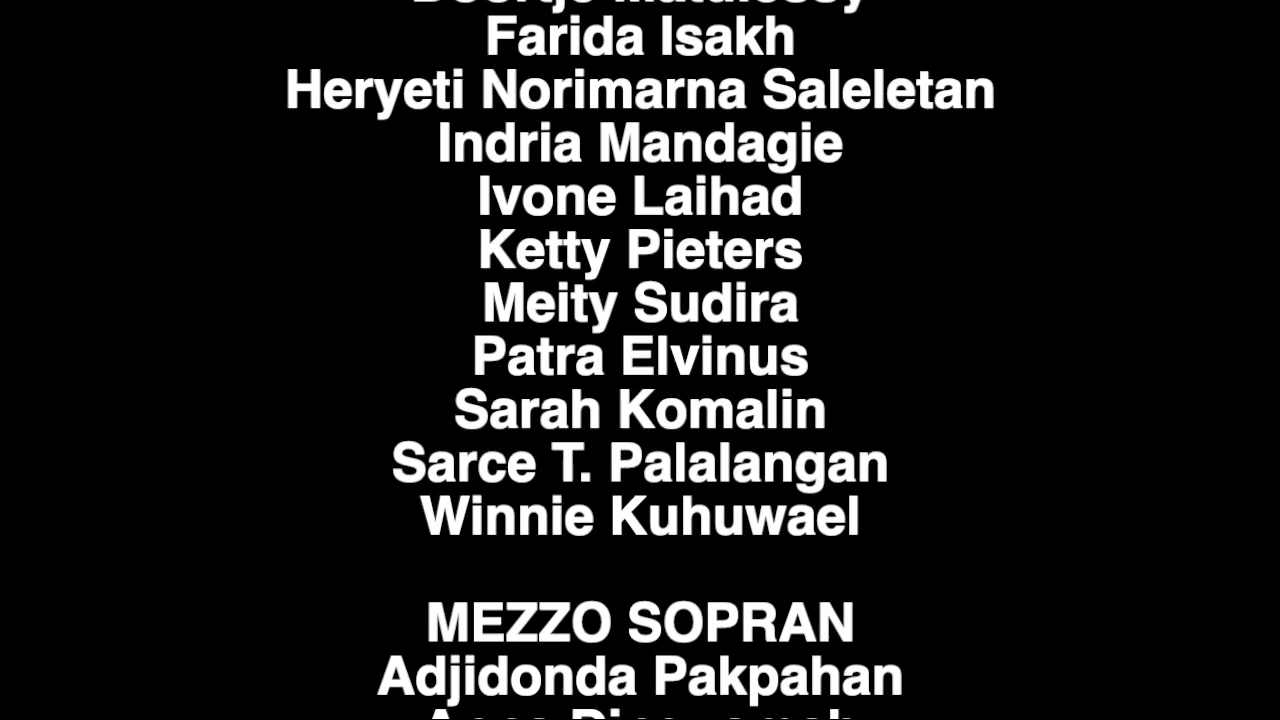 Farida Isakh
Heryeti Norimarna Saleletan
Indria Mandagie
Ivone Laihad
Ketty Pieters
Meity Sudira
Patra Elvinus
Sarah Komalin
Sarce T. Palalangan
Winnie Kuhuwael
MEZZO SOPRAN
Adjidonda Pakpahan